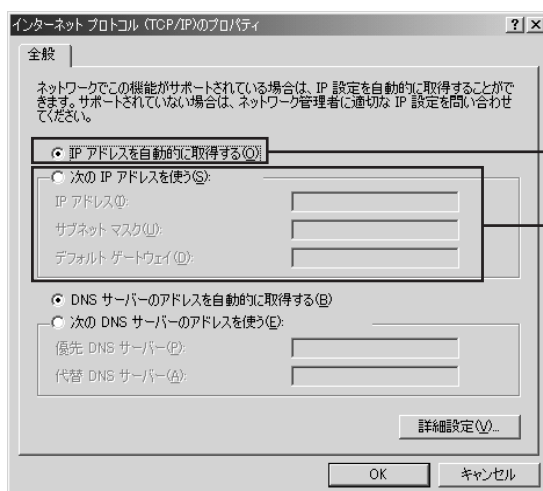 インターネット プロトコル (TCP/IP)のプロパティ
全般
ネットワークでこの機能がサポートされている場合は、IP 設定を自動的に取得することがで
きます。サポートされていない場合は、ネットワーク管理者に適切な IP 設定を問い合わせ
てください。
IP アドレスを自動的に取得する(O)
次の IP アドレスを使う(S):
IP アドレス(I):
サブネット マスク(U):
デフォルト ゲートウェイ(D):
DNS サーバーのアドレスを自動的に取得する(B)
次の DNS サーバーのアドレスを使う(E):
優先 DNS サーバー(P):
代替 DNS サーバー(A):
詳細設定(V)...
OK
キャンセル